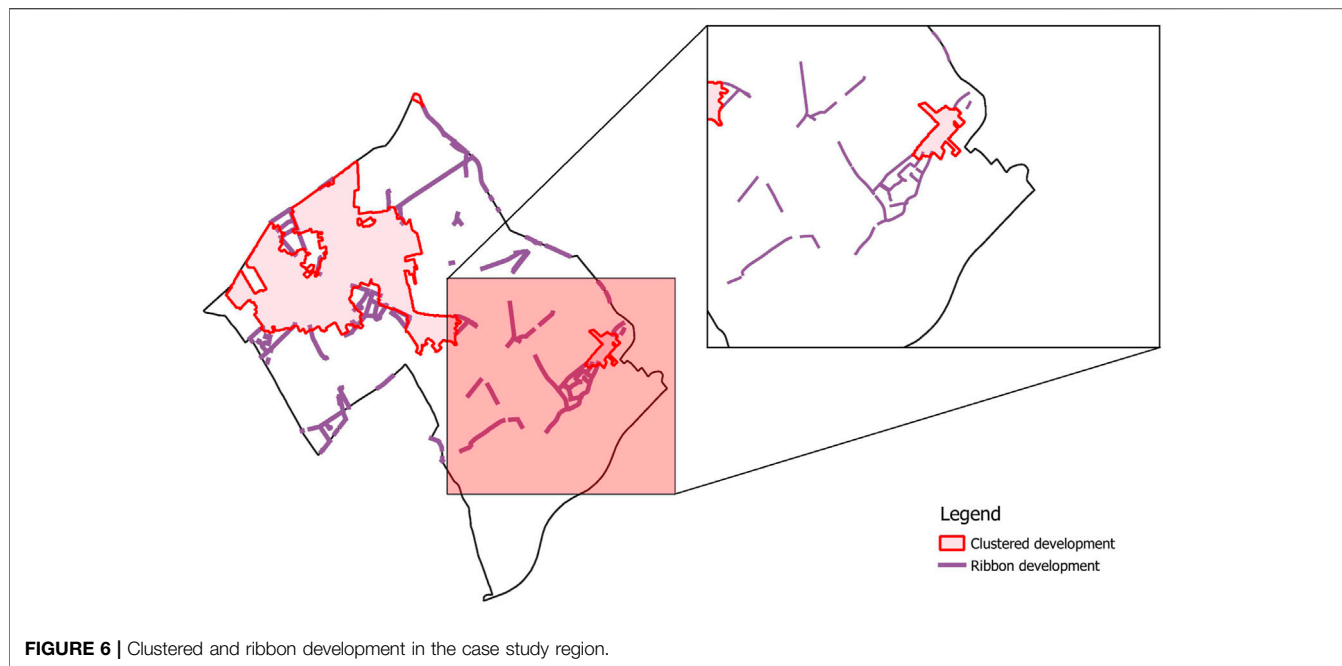 Legend
Clustered development
Ribbon development
FIGURE 6 | Clustered and ribbon development in the case study region.